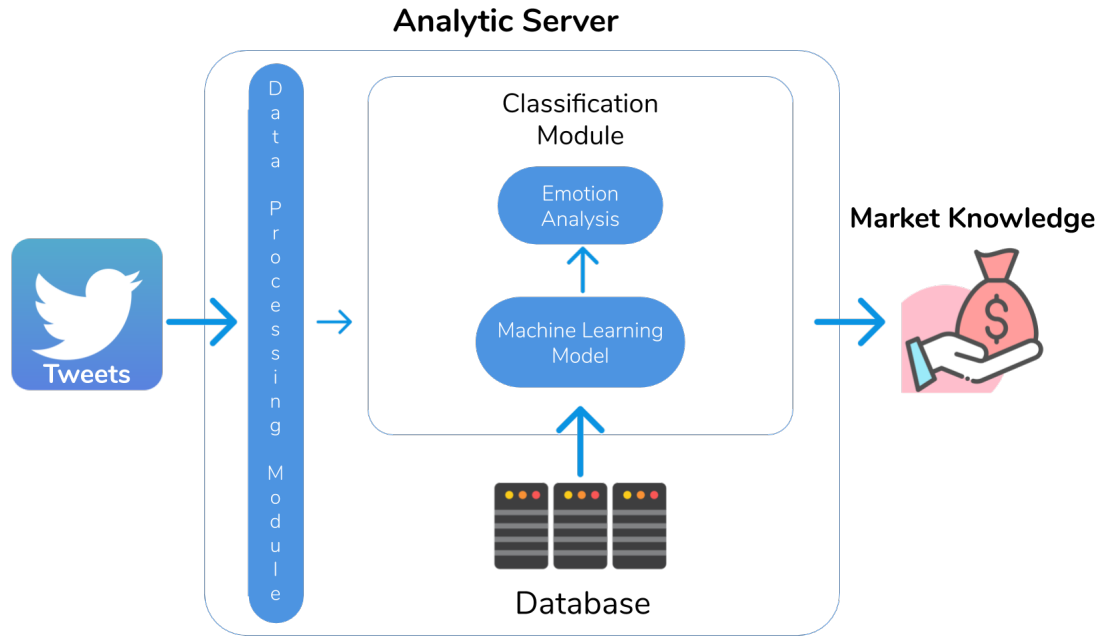 Analytic Server
Data Processing Module
Classification
Module
Emotion
Analysis
Machine Learning
Model
Database
Tweets
Market Knowledge
$